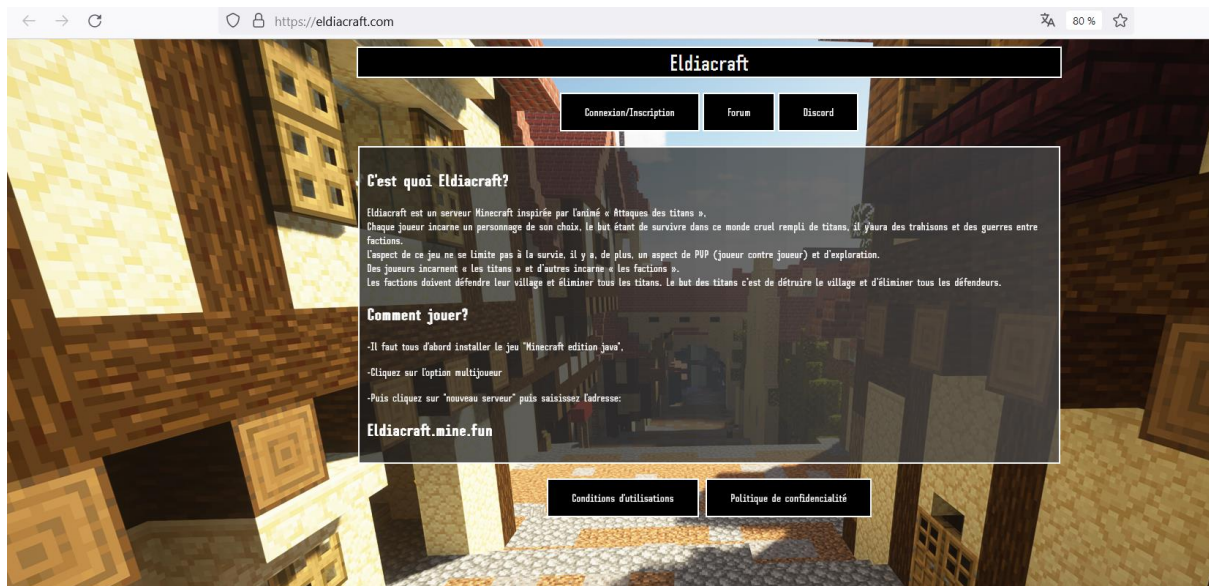 https://eldiacraft.com
80 %
Eldiacraft
Connexion/Inscription
Forum
Discord
C'est quoi Eldiacraft?
Eldiacraft est un serveur Minecraft inspirée par l'animé « Attaques des titans ».
Chaque joueur incarne un personnage de son choix, le but étant de survivre dans ce monde cruel rempli de titans, il y'aura des trahisons et des guerres entre
factions.
L'aspect de ce jeu ne se limite pas à la survie, il y a, de plus, un aspect de PVP (joueur contre joueur) et d'exploration.
Des joueurs incarnent « les titans » et d'autres incarne « les factions ».
Les factions doivent défendre leur village et éliminer tous les titans. Le but des titans c'est de détruire le village et d'éliminer tous les défendeurs.
Comment jouer?
-Il faut tous d'abord installer le jeu "Minecraft edition java",
-Cliquez sur l'option multijoueur
-Puis cliquez sur "nouveau serveur" puis saisissez l'adresse:
Eldiacraft.mine.fun
Conditions d'utilisations
Politique de confidencialité